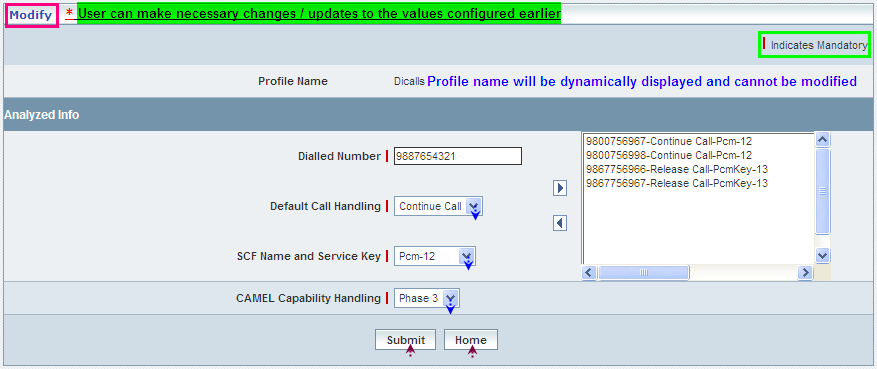 Modify * User can make necessary changes / updates to the values configured earlier
Indicates Mandatory
Profile Name Dicalls Profile name will be dynamically displayed and cannot be modified
Analyzed Info
Dialled Number 9887654321
Default Call Handling Continue Call
SCF Name and Service Key Pcm-12
9800756967-Continue Call-Pcm-12
9800756998-Continue Call-Pcm-12
9867756966-Release Call-PcmKey-13
9867756967-Release Call-PcmKey-13
CAMEL Capability Handling Phase 3
Submit Home